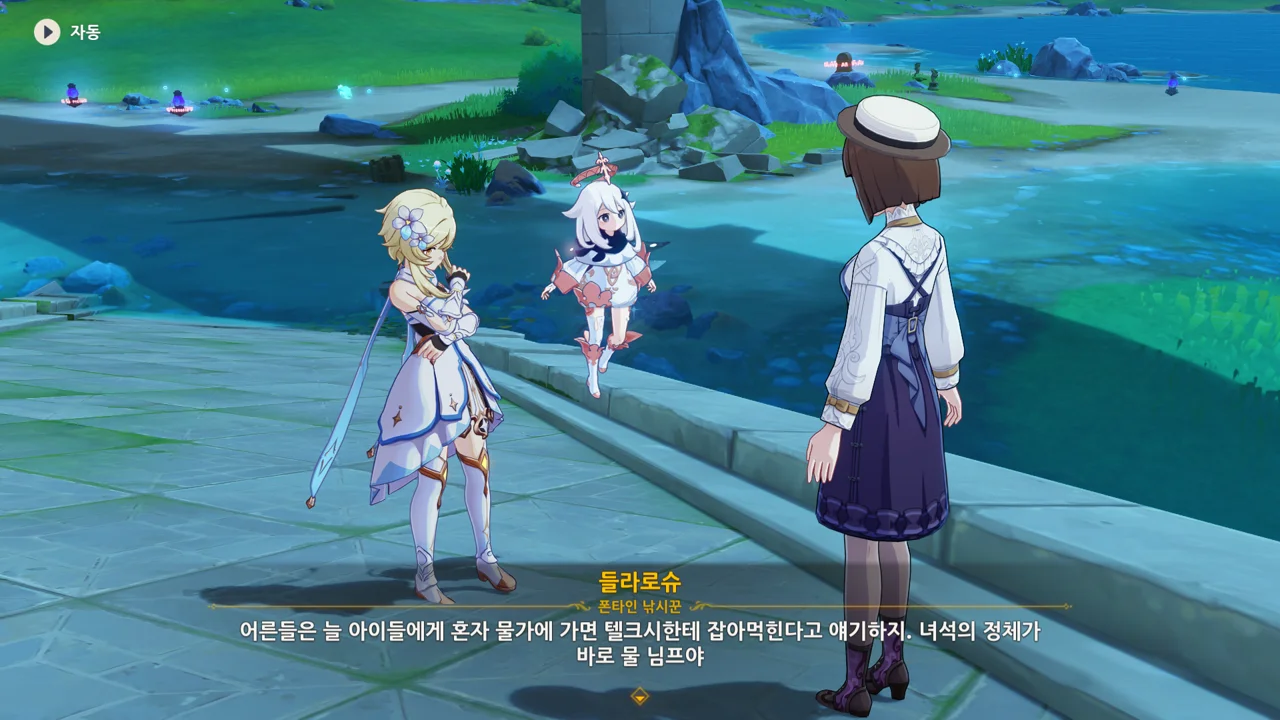 자동
들라로슈
폰타인 낚시꾼
어른들은 늘 아이들에게 혼자 물가에 가면 텔크시한테 잡아먹힌다고 얘기하지. 녀석의 정체가
바로 물 님프야